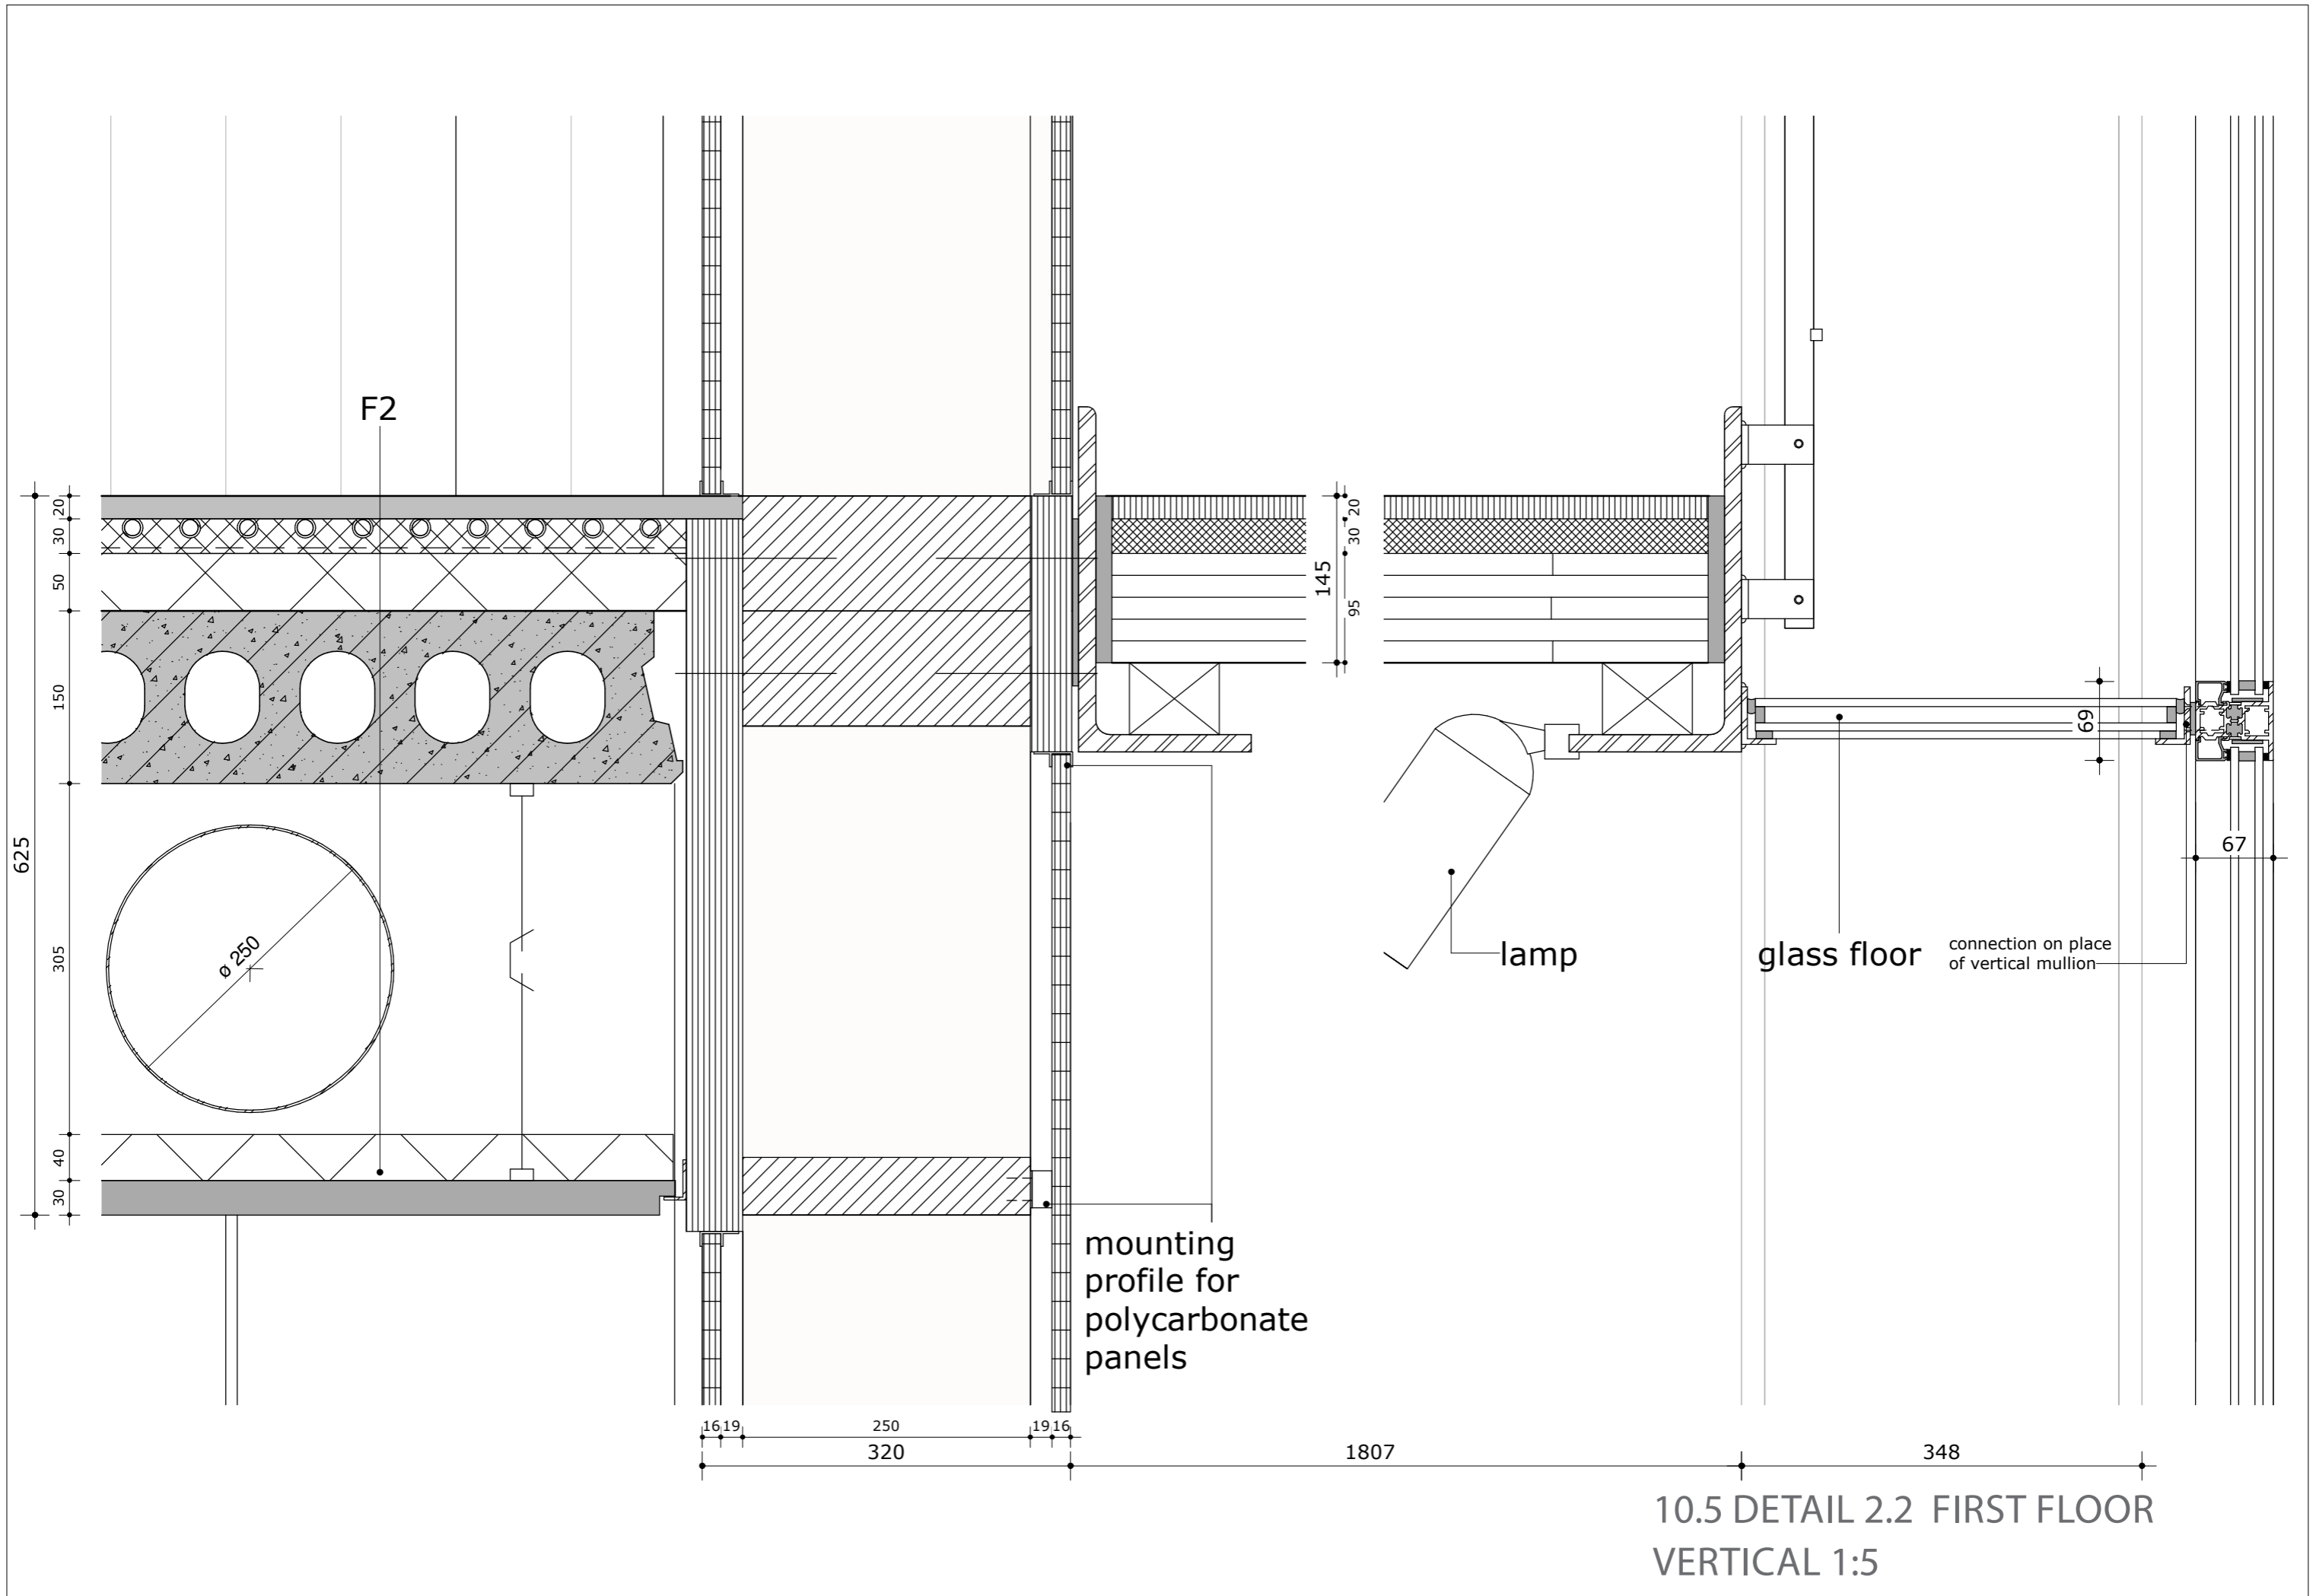 F2
20
30
50
150
305
40
30
625
ø 250
20
30
95
145
69
67
lamp
glass floor
connection on place
of vertical mullion
mounting
profile for
polycarbonate
panels
16 19 250 19 16
320 1807 348
10.5 DETAIL 2.2 FIRST FLOOR
VERTICAL 1:5